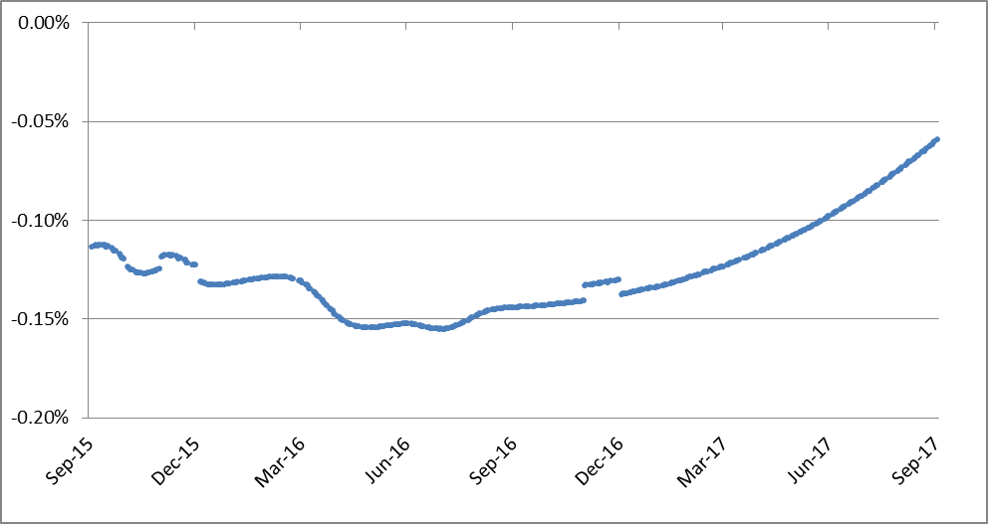 0.00%
-0.05%
-0.10%
-0.15%
-0.20%
Sep-15
Dec-15
Mar-16
Jun-16
Sep-16
Dec-16
Mar-17
Jun-17
Sep-17